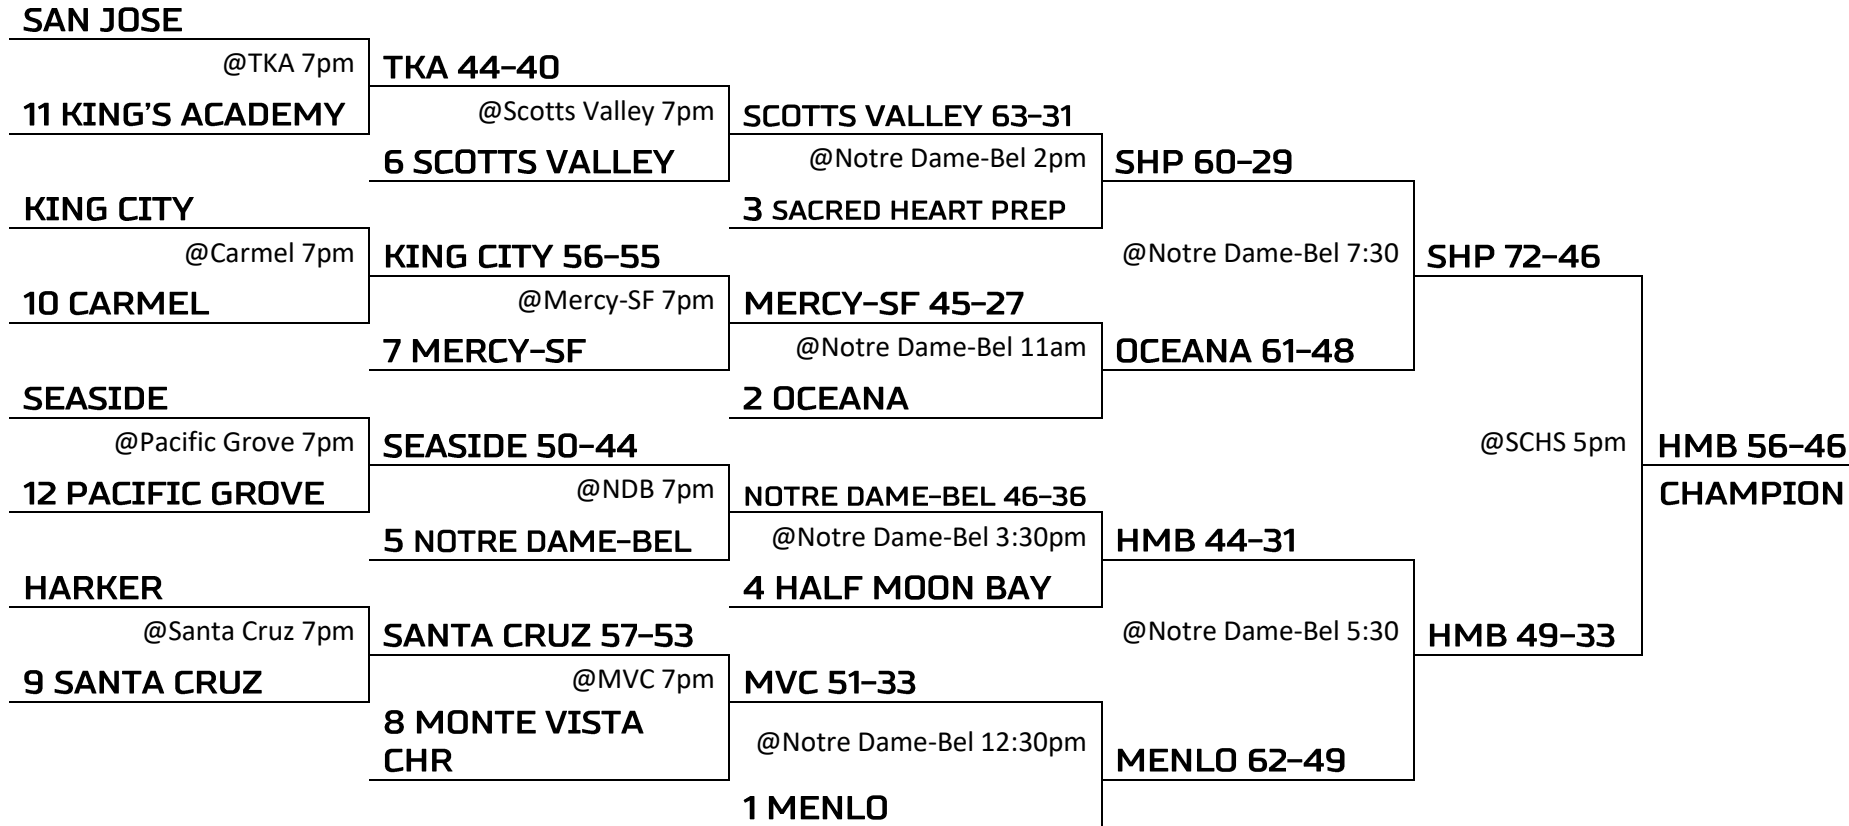 SAN JOSE
@TKA 7pm
TKA 44–40
11 KING'S ACADEMY
@Scotts Valley 7pm
SCOTTS VALLEY 63–31
6 SCOTTS VALLEY
@Notre Dame-Bel 2pm
SHP 60–29
KING CITY
3 SACRED HEART PREP
@Carmel 7pm
KING CITY 56–55
@Notre Dame-Bel 7:30
SHP 72–46
10 CARMEL
@Mercy-SF 7pm
MERCY–SF 45–27
7 MERCY–SF
@Notre Dame-Bel 11am
OCEANA 61–48
SEASIDE
2 OCEANA
@Pacific Grove 7pm
SEASIDE 50–44
@SCHS 5pm
HMB 56–46
12 PACIFIC GROVE
@NDB 7pm
NOTRE DAME–BEL 46–36
CHAMPION
5 NOTRE DAME–BEL
@Notre Dame-Bel 3:30pm
HMB 44–31
HARKER
4 HALF MOON BAY
@Santa Cruz 7pm
SANTA CRUZ 57–53
@Notre Dame-Bel 5:30
HMB 49–33
9 SANTA CRUZ
@MVC 7pm
MVC 51–33
8 MONTE VISTA
CHR
@Notre Dame-Bel 12:30pm
MENLO 62–49
1 MENLO